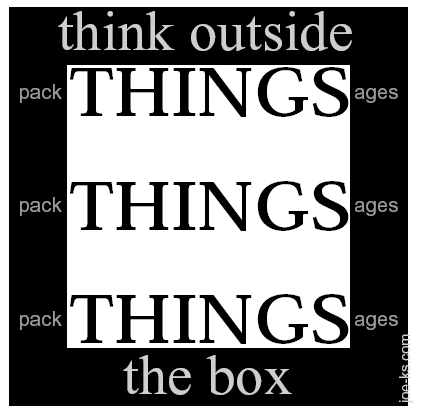 think outside
pack THINGS ages
pack THINGS ages
pack THINGS ages
the box
joe-ks.com